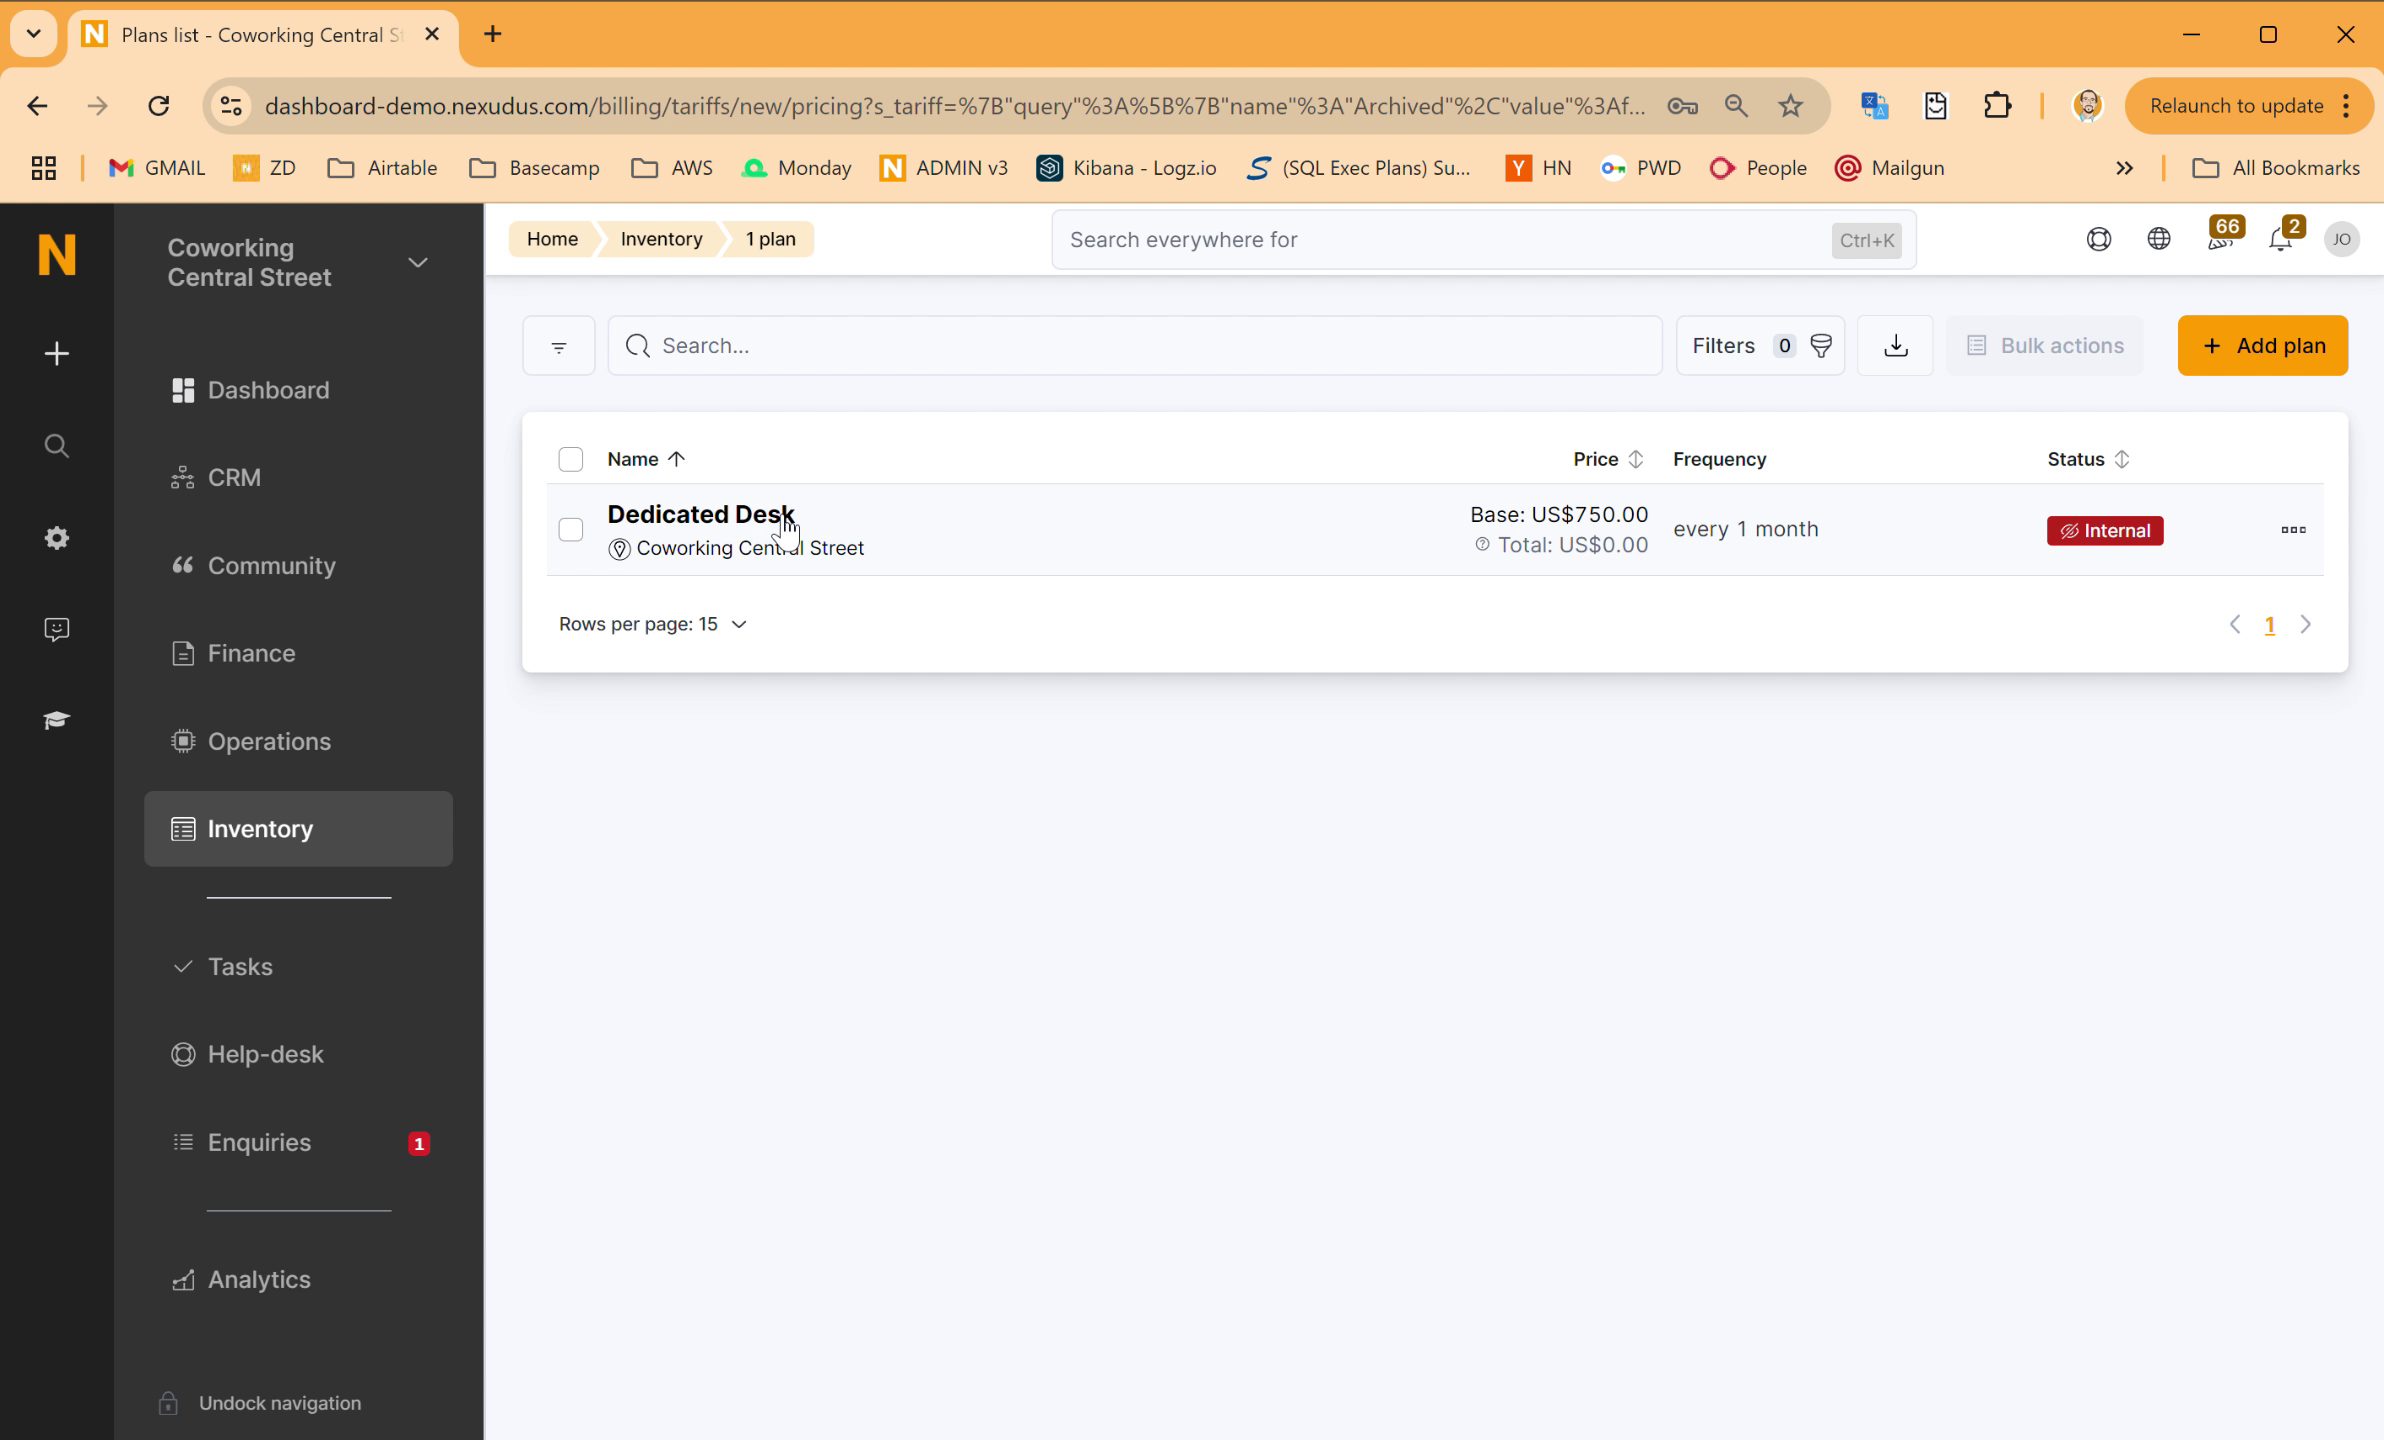 Plans list - Coworking Central S
dashboard-demo.nexudus.com/billing/tariffs/new/pricing?s_tariff=%7B"query"%3A%5B%7B"name"%3A"Archived"%2C"value"%3Af...
Relaunch to update
GMAIL
ZD
Airtable
Basecamp
AWS
Monday
ADMIN v3
Kibana - Logz.io
(SQL Exec Plans) Su...
HN
PWD
People
Mailgun
All Bookmarks
N
Coworking
Central Street
Dashboard
CRM
Community
Finance
Operations
Inventory
Tasks
Help-desk
Enquiries 1
Analytics
Undock navigation
Home
Inventory
1 plan
Search everywhere for
Ctrl+K
66
2
JO
Search...
Filters 0
Bulk actions
+ Add plan
Name
Price
Frequency
Status
Dedicated Desk
Coworking Central Street
Base: US$750.00
Total: US$0.00
every 1 month
Internal
Rows per page: 15
1